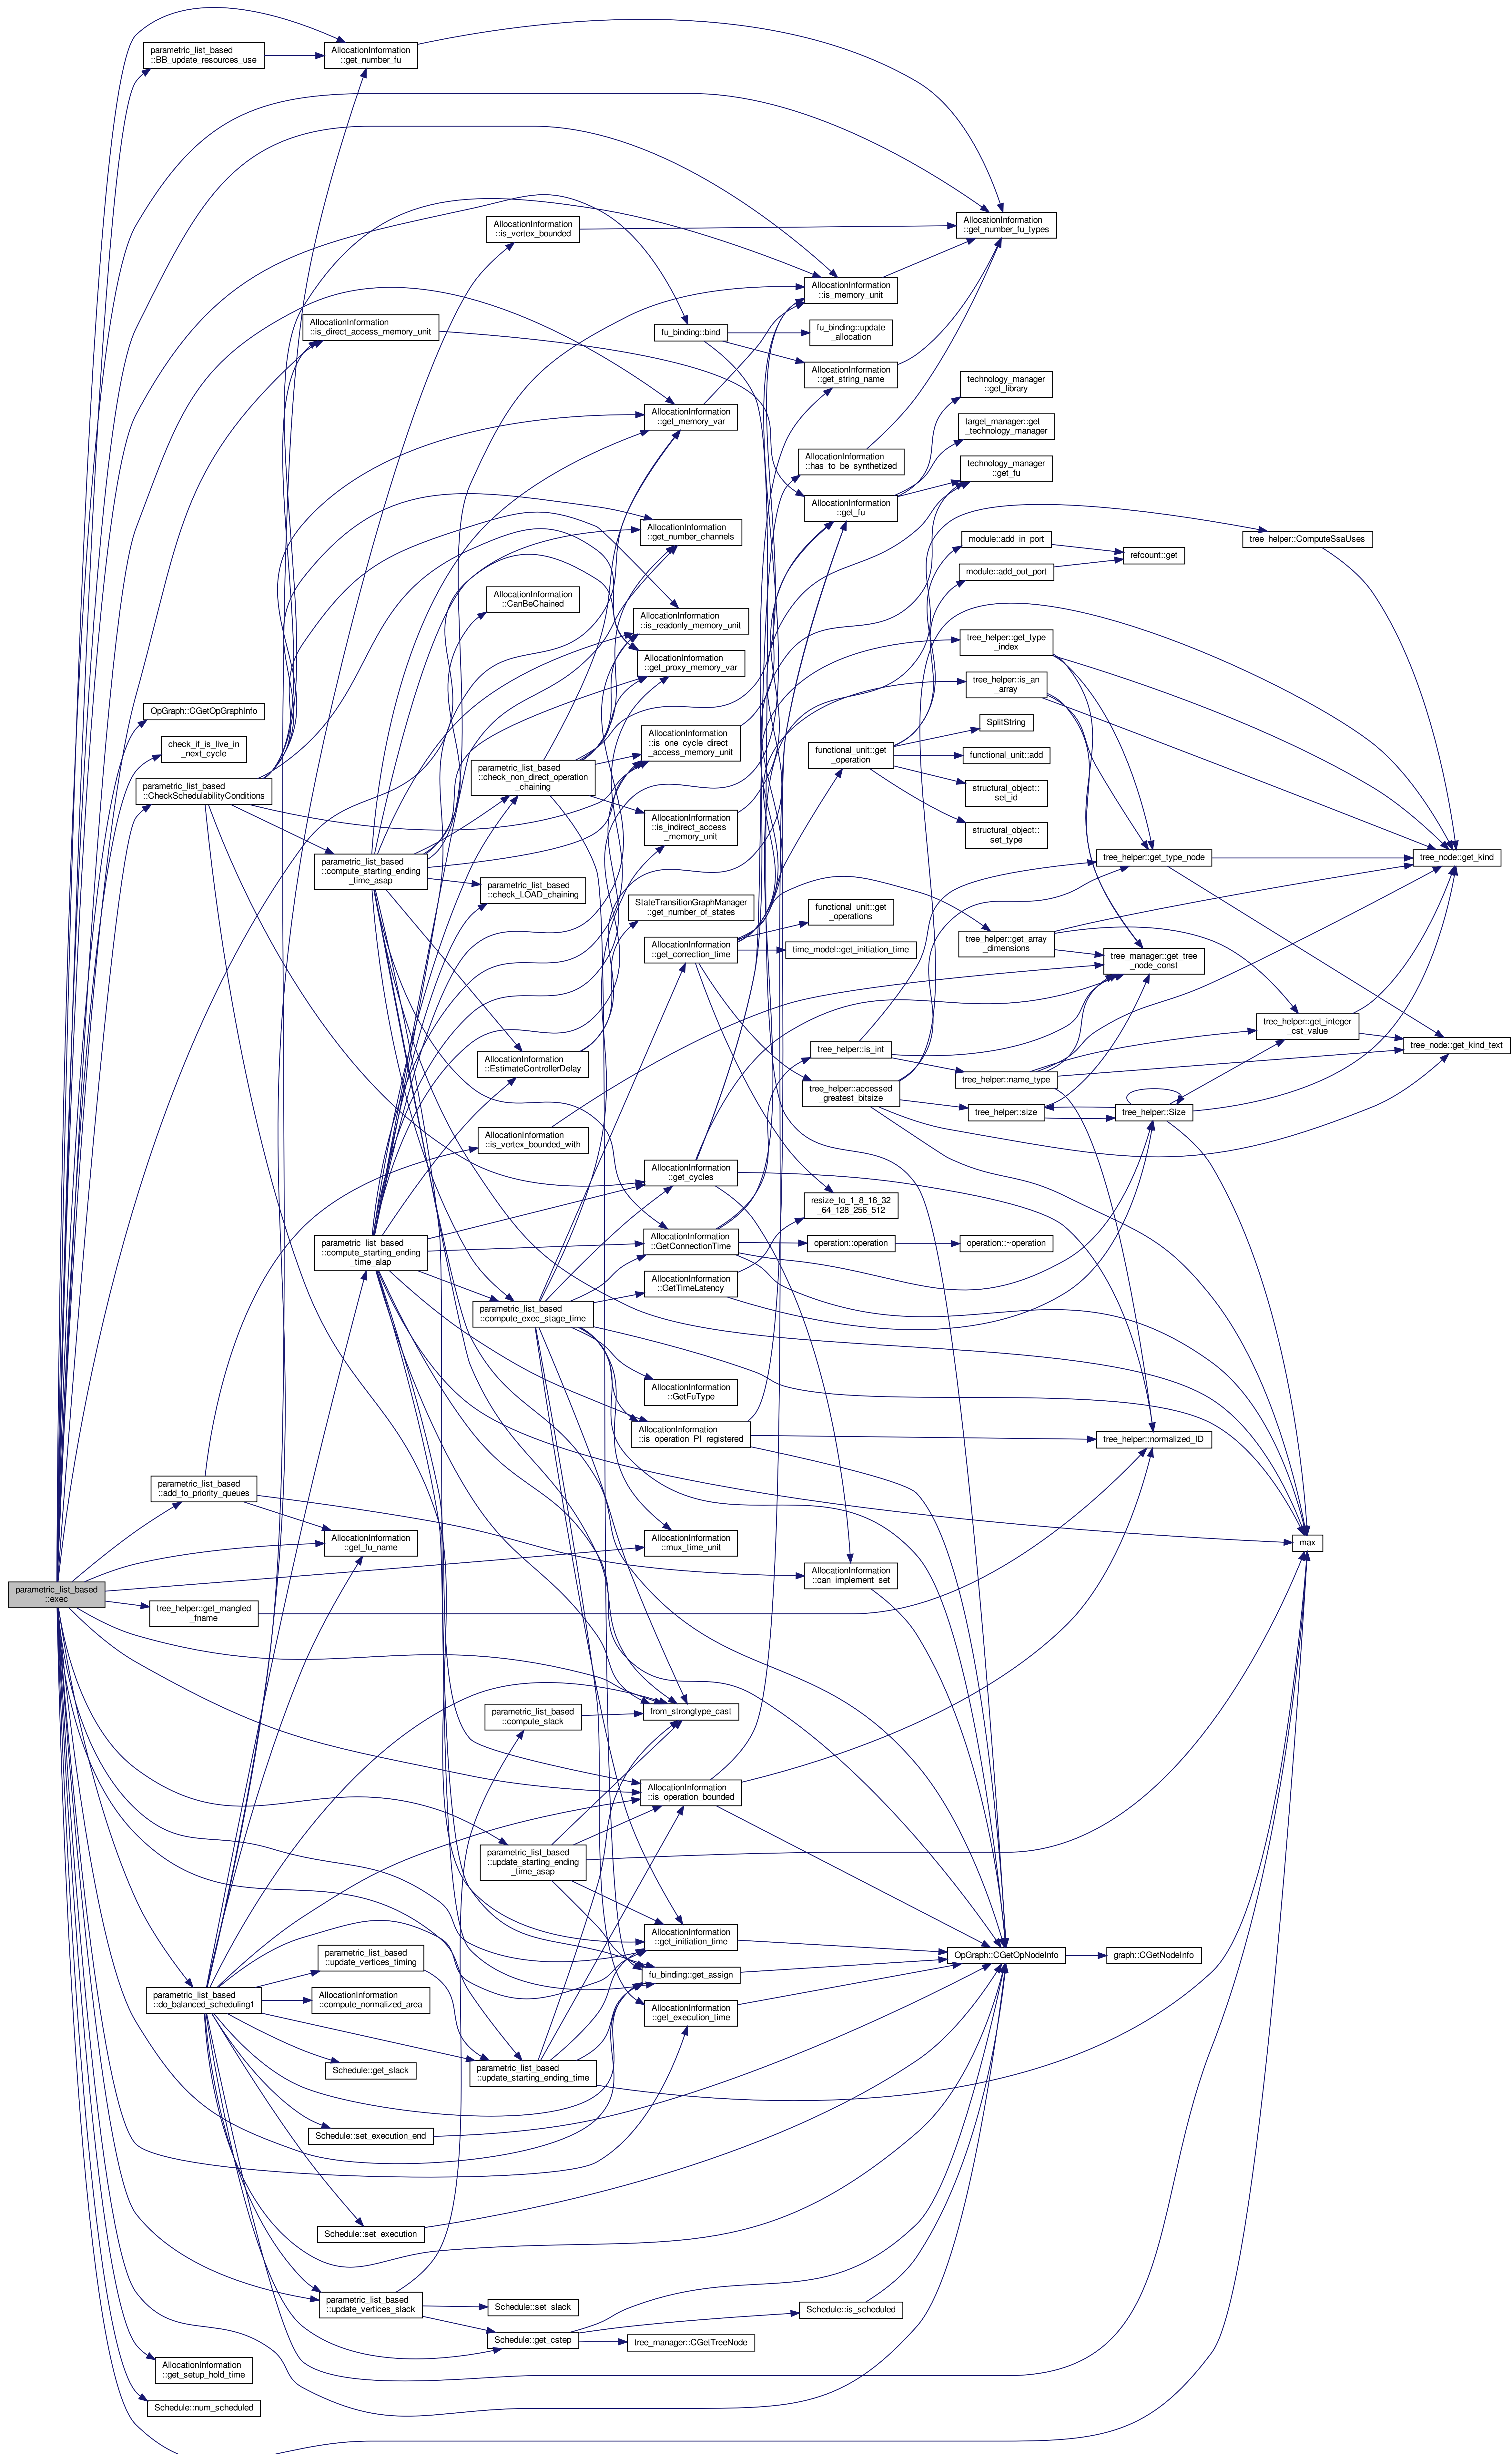 parametric_list_based
::exec
parametric_list_based
::BB_update_resources_use
AllocationInformation
::get_number_fu
AllocationInformation
::is_direct_access_memory_unit
OpGraph::CGetOpGraphInfo
check_if_is_live_in
_next_cycle
parametric_list_based
::CheckSchedulabilityConditions
parametric_list_based
::compute_starting_ending
_time_asap
parametric_list_based
::compute_starting_ending
_time_alap
parametric_list_based
::add_to_priority_queues
AllocationInformation
::get_fu_name
tree_helper::get_mangled
_fname
parametric_list_based
::do_balanced_scheduling1
parametric_list_based
::update_vertices_timing
AllocationInformation
::compute_normalized_area
Schedule::get_slack
Schedule::set_execution_end
Schedule::set_execution
parametric_list_based
::update_vertices_slack
AllocationInformation
::get_setup_hold_time
Schedule::num_scheduled
AllocationInformation
::is_vertex_bounded
AllocationInformation
::CanBeChained
parametric_list_based
::check_non_direct_operation
_chaining
parametric_list_based
::check_LOAD_chaining
AllocationInformation
::EstimateControllerDelay
AllocationInformation
::is_vertex_bounded_with
parametric_list_based
::compute_exec_stage_time
parametric_list_based
::compute_slack
parametric_list_based
::update_starting_ending
_time_asap
parametric_list_based
::update_starting_ending_time
Schedule::set_slack
Schedule::get_cstep
fu_binding::bind
AllocationInformation
::get_memory_var
AllocationInformation
::get_number_channels
AllocationInformation
::is_readonly_memory_unit
AllocationInformation
::get_proxy_memory_var
AllocationInformation
::is_one_cycle_direct
_access_memory_unit
AllocationInformation
::is_indirect_access
_memory_unit
StateTransitionGraphManager
::get_number_of_states
AllocationInformation
::get_correction_time
AllocationInformation
::get_cycles
AllocationInformation
::GetConnectionTime
AllocationInformation
::GetTimeLatency
AllocationInformation
::GetFuType
AllocationInformation
::is_operation_PI_registered
AllocationInformation
::mux_time_unit
from_strongtype_cast
AllocationInformation
::is_operation_bounded
AllocationInformation
::get_initiation_time
fu_binding::get_assign
AllocationInformation
::get_execution_time
tree_manager::CGetTreeNode
AllocationInformation
::is_memory_unit
fu_binding::update
_allocation
AllocationInformation
::get_string_name
AllocationInformation
::has_to_be_synthetized
AllocationInformation
::get_fu
functional_unit::get
_operation
functional_unit::get
_operations
time_model::get_initiation_time
tree_helper::is_int
tree_helper::accessed
_greatest_bitsize
resize_to_1_8_16_32
_64_128_256_512
operation::operation
AllocationInformation
::can_implement_set
Schedule::is_scheduled
AllocationInformation
::get_number_fu_types
technology_manager
::get_library
target_manager::get
_technology_manager
technology_manager
::get_fu
module::add_in_port
module::add_out_port
tree_helper::get_type
_index
tree_helper::is_an
_array
SplitString
functional_unit::add
structural_object::
set_id
structural_object::
set_type
tree_helper::get_array
_dimensions
tree_helper::name_type
tree_helper::size
operation::~operation
OpGraph::CGetOpNodeInfo
refcount::get
tree_helper::get_type_node
tree_manager::get_tree
_node_const
tree_helper::Size
tree_helper::normalized_ID
graph::CGetNodeInfo
tree_helper::ComputeSsaUses
tree_helper::get_integer
_cst_value
max
tree_node::get_kind
tree_node::get_kind_text